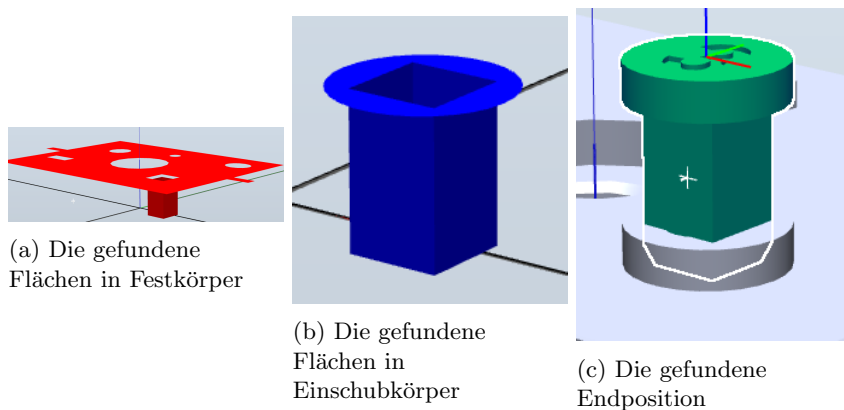 (a) Die gefundene
Flächen in Festkörper
(b) Die gefundene
Flächen in
Einschubkörper
(c) Die gefundene
Endposition